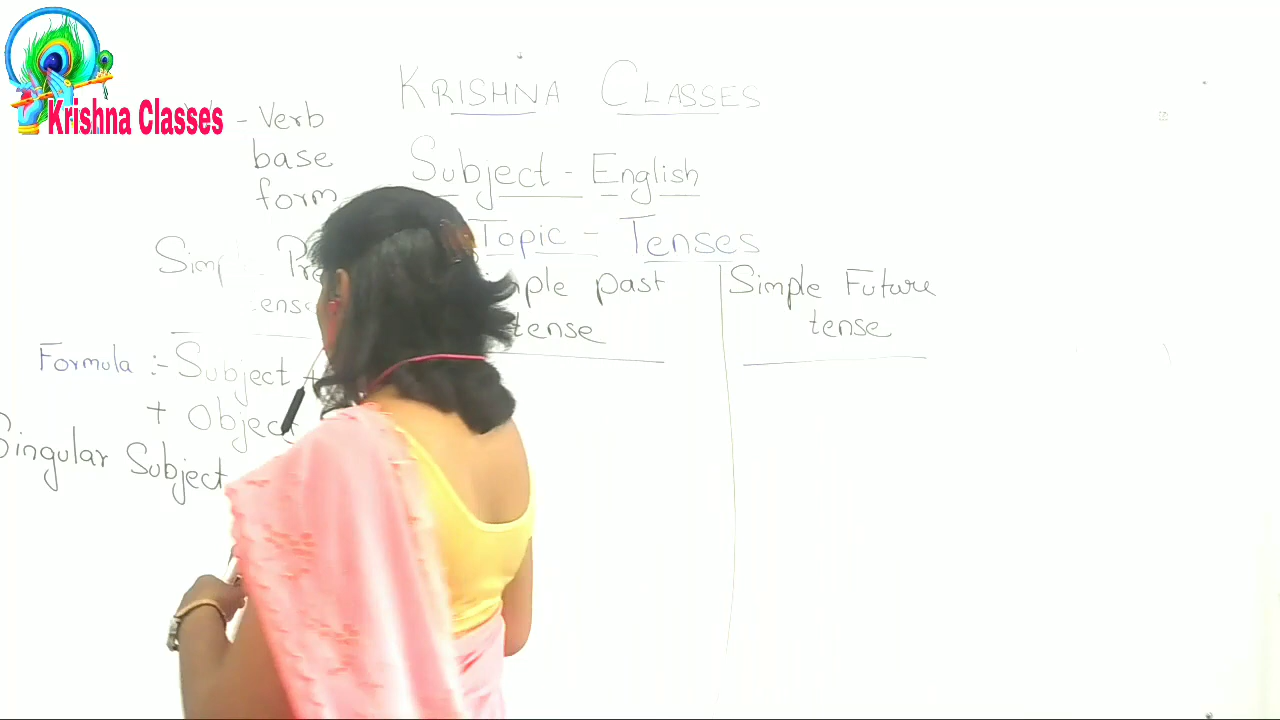 Krishna Classes
KRISHNA CLASSES
- Verb
base
form
Subject - English
Topic - Tenses
past
tense
Simple Future
tense
Formula :- Subject +
+ Object
Singular Subject